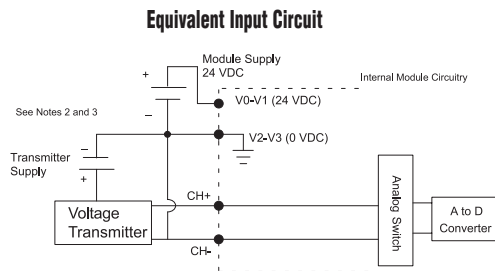 Equivalent Input Circuit
Module Supply
24 VDC
+
Internal Module Circuitry
V0-V1 (24 VDC)
−
See Notes 2 and 3
V2-V3 (0 VDC)
−
Transmitter
Supply
+
CH+
Voltage
Transmitter
CH-
Analog Switch
A to D
Converter